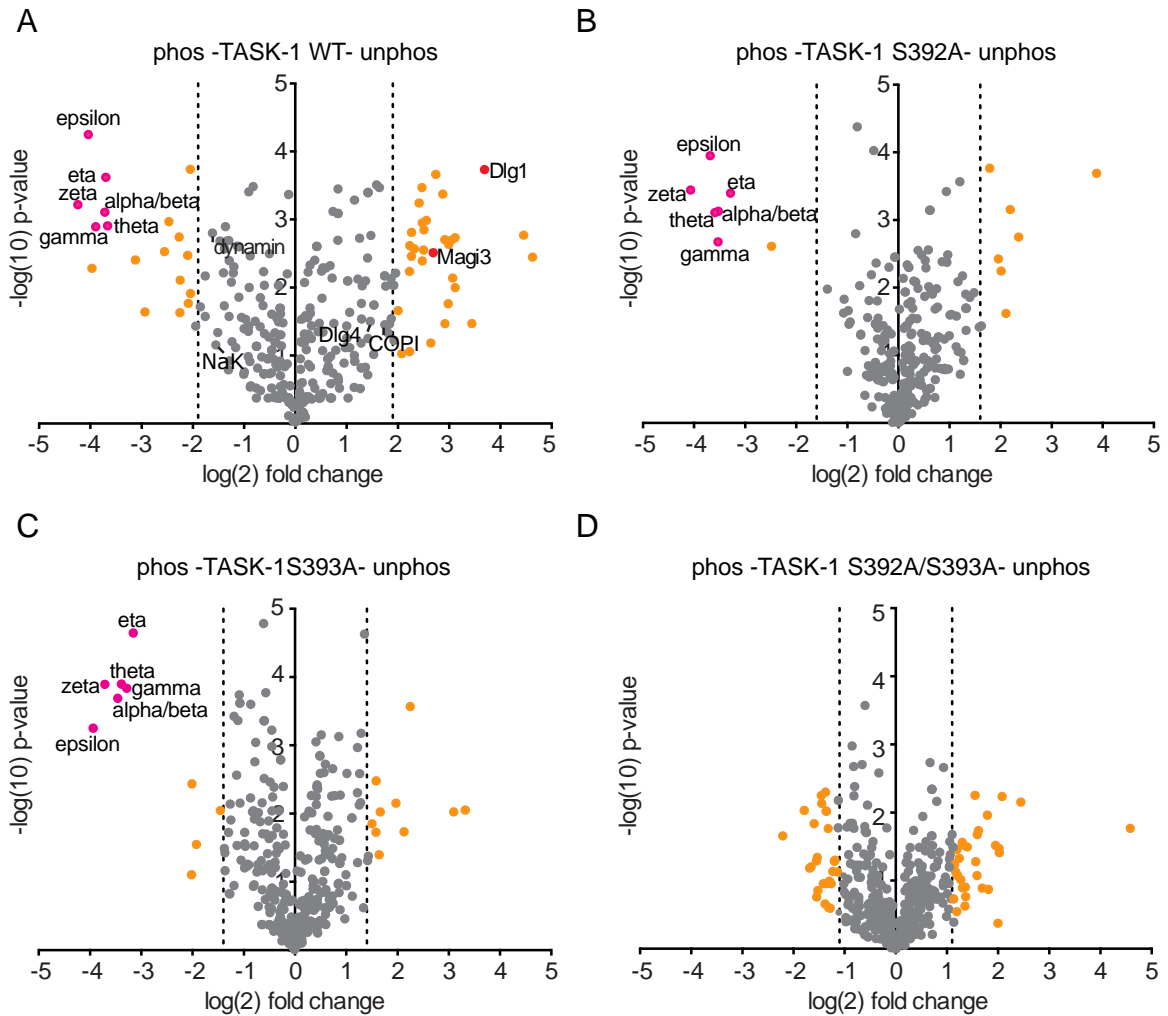 A
phos -TASK-1 WT- unphos
5
4
3
2
1
-log(10) p-value
epsilon
eta
zeta
alpha/beta
theta
gamma
dynamin
Dlg1
Magi3
Dlg4
COPI
NaK
-5 -4 -3 -2 -1 0 1 2 3 4 5
log(2) fold change
B
phos -TASK-1 S392A- unphos
5
4
3
2
1
-log(10) p-value
epsilon
zeta
eta
theta
alpha/beta
gamma
-5 -4 -3 -2 -1 0 1 2 3 4 5
log(2) fold change
C
phos -TASK-1S393A- unphos
5
4
3
2
1
-log(10) p-value
eta
theta
zeta
gamma
alpha/beta
epsilon
-5 -4 -3 -2 -1 0 1 2 3 4 5
log(2) fold change
D
phos -TASK-1 S392A/S393A- unphos
5
4
3
2
1
-log(10) p-value
-5 -4 -3 -2 -1 0 1 2 3 4 5
log(2) fold change